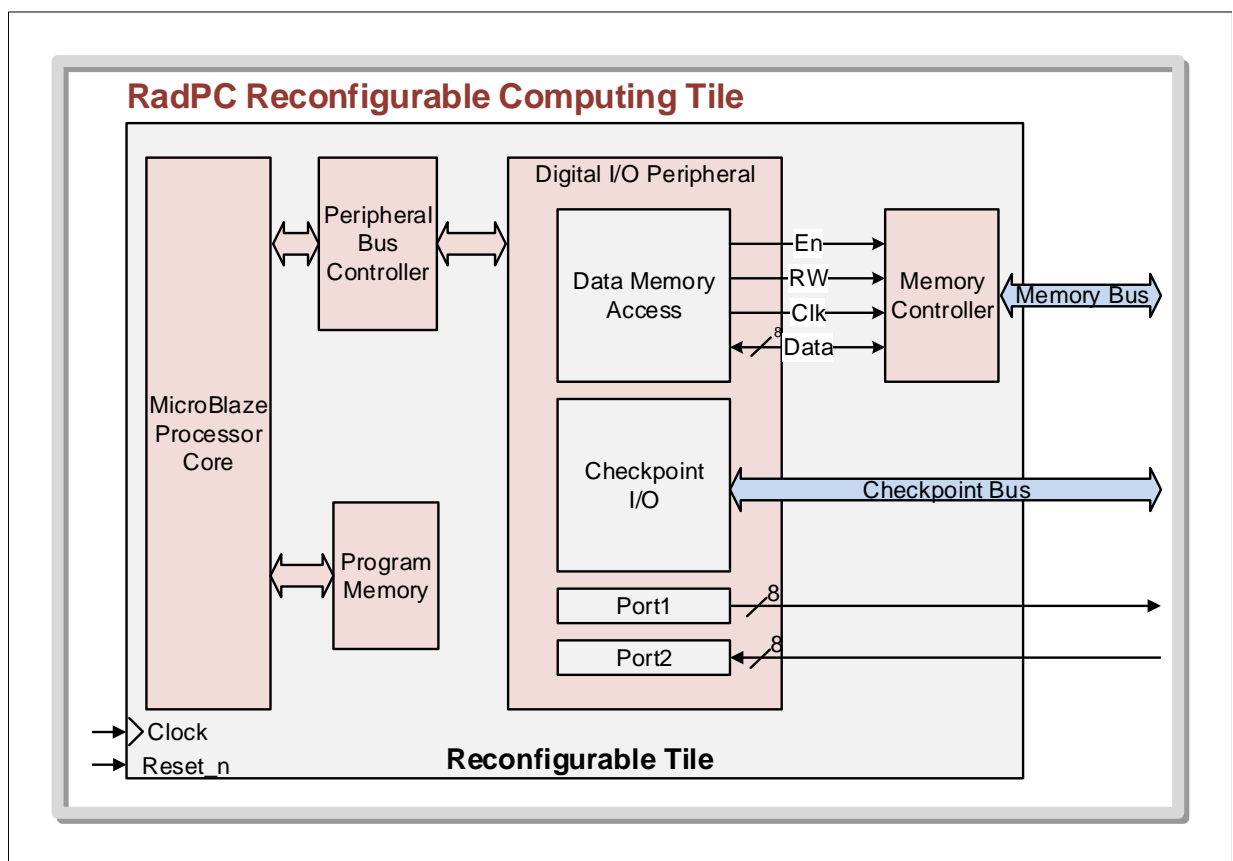 RadPC Reconfigurable Computing Tile
MicroBlaze
Processor
Core
Peripheral
Bus
Controller
Program
Memory
Digital I/O Peripheral
Data Memory
Access
En
RW
Clk
8
Data
Memory
Controller
Memory Bus
Checkpoint
I/O
Checkpoint Bus
Port1
8
Port2
8
Clock
Reset_n
Reconfigurable Tile